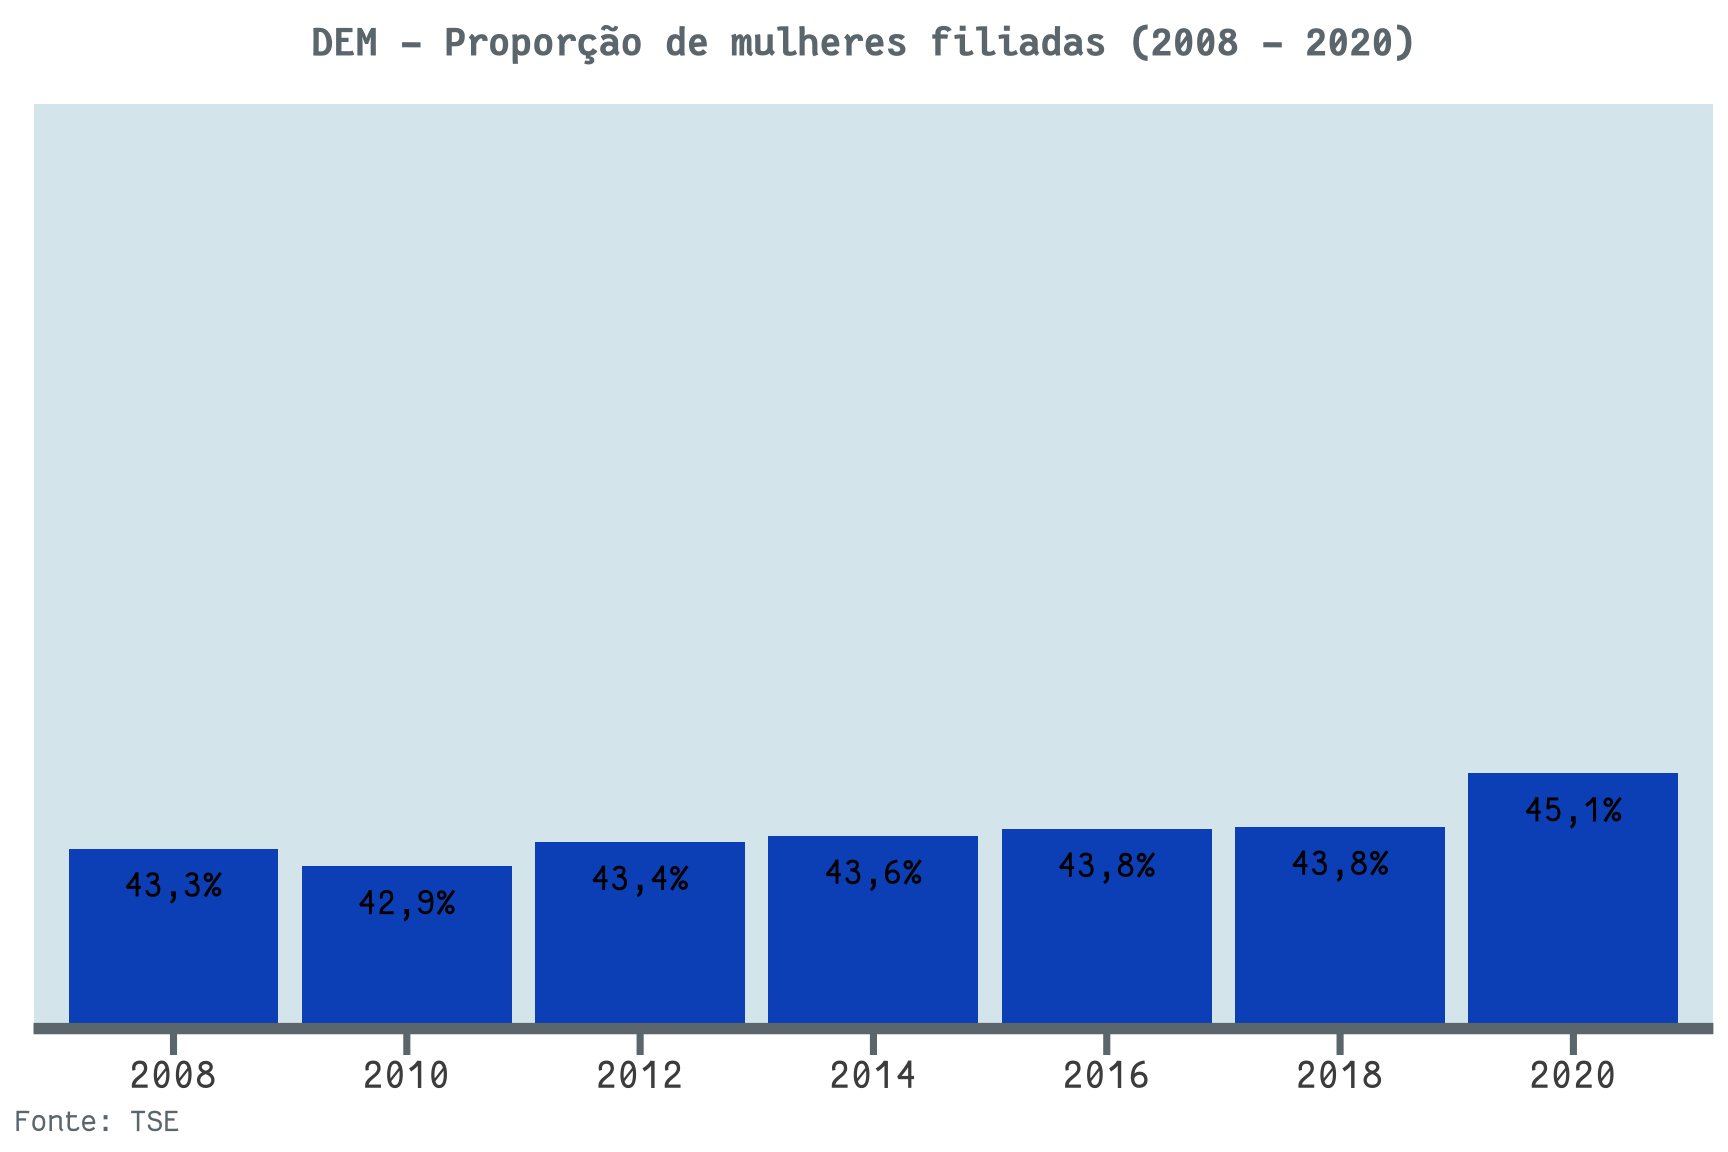 DEM – Proporção de mulheres filiadas (2008 – 2020)
43,3%
42,9%
43,4%
43,6%
43,8%
43,8%
45,1%
2008 2010 2012 2014 2016 2018 2020
Fonte: TSE